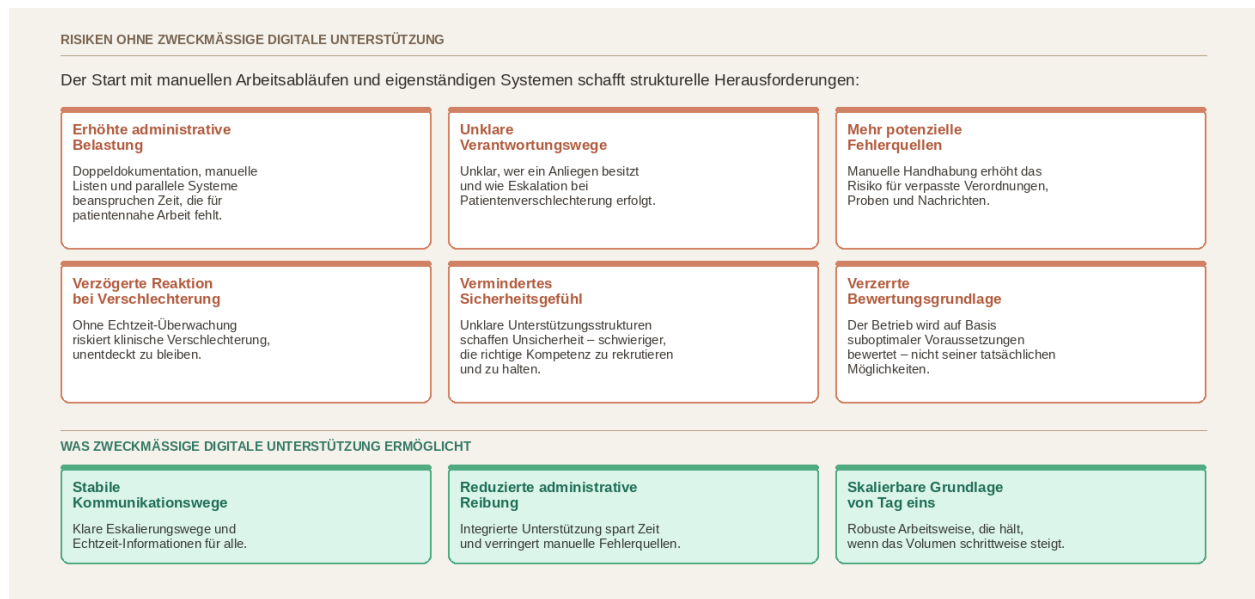 RISIKEN OHNE ZWECKMÄSSIGE DIGITALE UNTERSTÜTZUNG
Der Start mit manuellen Arbeitsabläufen und eigenständigen Systemen schafft strukturelle Herausforderungen:
Erhöhte administrative
Belastung
Doppeldokumentation, manuelle
Listen und parallele Systeme
beanspruchen Zeit, die für
patientennahe Arbeit fehlt.
Unklare
Verantwortungswege
Unklar, wer ein Anliegen besitzt
und wie Eskalation bei
Patientenverschlechterung erfolgt.
Mehr potenzielle
Fehlerquellen
Manuelle Handhabung erhöht das
Risiko für verpasste Verordnungen,
Proben und Nachrichten.
Verzögerte Reaktion
bei Verschlechterung
Ohne Echtzeit-Überwachung
riskiert klinische Verschlechterung,
unentdeckt zu bleiben.
Vermindertes
Sicherheitsgefühl
Unklare Unterstützungsstrukturen
schaffen Unsicherheit – schwieriger,
die richtige Kompetenz zu rekrutieren
und zu halten.
Verzerrte
Bewertungsgrundlage
Der Betrieb wird auf Basis
suboptimaler Voraussetzungen
bewertet – nicht seiner tatsächlichen
Möglichkeiten.
WAS ZWECKMÄSSIGE DIGITALE UNTERSTÜTZUNG ERMÖGLICHT
Stabile
Kommunikationswege
Klare Eskalierungswege und
Echtzeit-Informationen für alle.
Reduzierte administrative
Reibung
Integrierte Unterstützung spart Zeit
und verringert manuelle Fehlerquellen.
Skalierbare Grundlage
von Tag eins
Robuste Arbeitsweise, die hält,
wenn das Volumen schrittweise steigt.